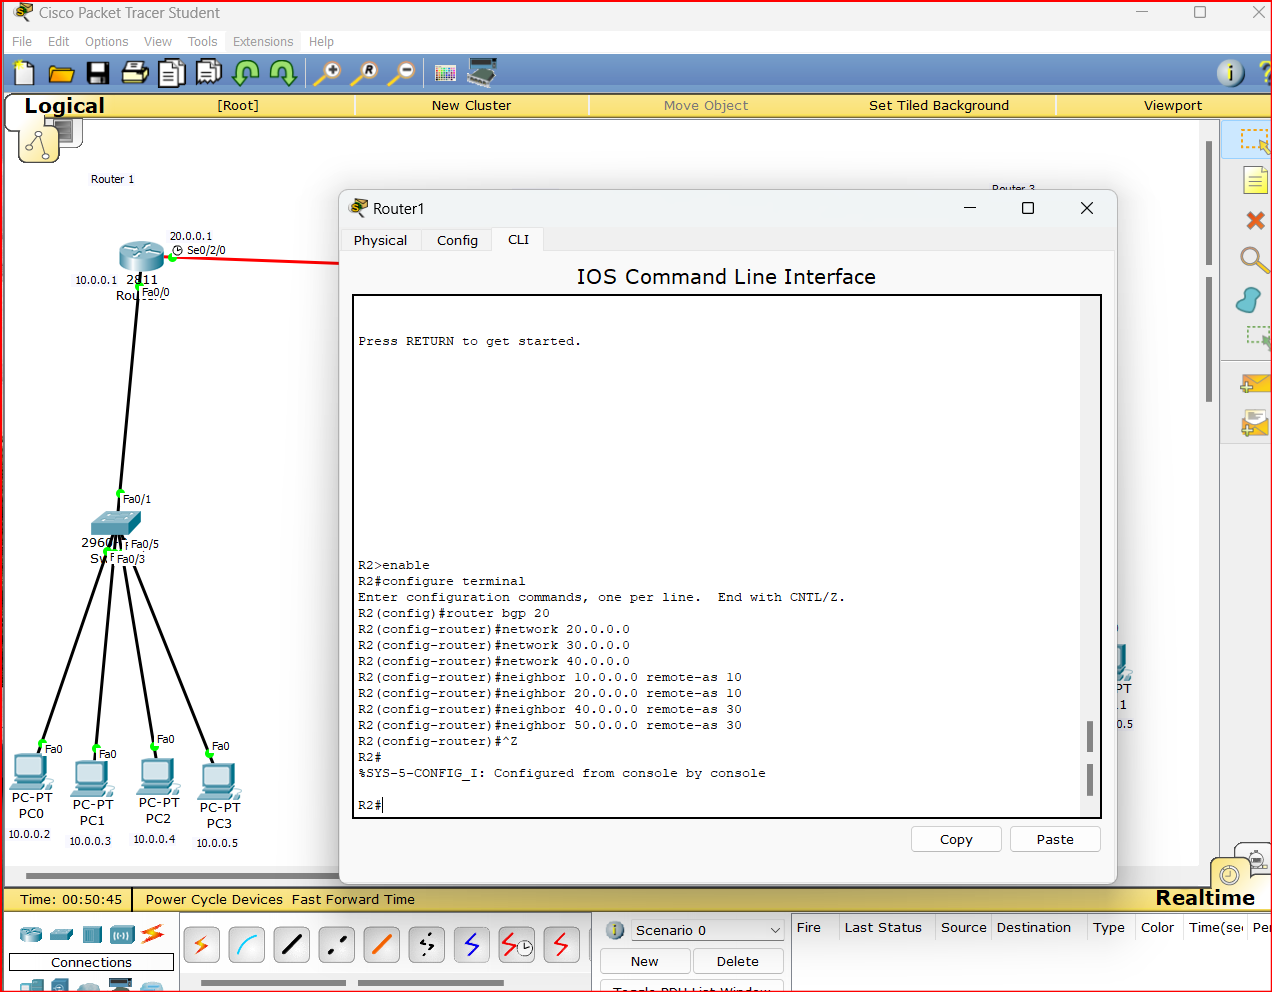 Cisco Packet Tracer Student
File Edit Options View Tools Extensions Help
Logical [Root] New Cluster Move Object Set Tiled Background Viewport
Router 1
Router 3
20.0.0.1
Se0/2/0
10.0.0.1 2811
Fa0/0
Fa0/1
2960
Fa0/5
Fa0/3
Fa0
Fa0
Fa0
Fa0
PC-PT
PC0
10.0.0.2
PC-PT
PC1
10.0.0.3
PC-PT
PC2
10.0.0.4
PC-PT
PC3
10.0.0.5
Router1
Physical Config CLI
IOS Command Line Interface
Press RETURN to get started.
R2>enable
R2#configure terminal
Enter configuration commands, one per line. End with CNTL/Z.
R2(config)#router bgp 20
R2(config-router)#network 20.0.0.0
R2(config-router)#network 30.0.0.0
R2(config-router)#network 40.0.0.0
R2(config-router)#neighbor 10.0.0.0 remote-as 10
R2(config-router)#neighbor 20.0.0.0 remote-as 10
R2(config-router)#neighbor 40.0.0.0 remote-as 30
R2(config-router)#neighbor 50.0.0.0 remote-as 30
R2(config-router)#^Z
R2#
%SYS-5-CONFIG_I: Configured from console by console
R2#
Copy Paste
Time: 00:50:45 Power Cycle Devices Fast Forward Time Realtime
Connections
Scenario 0
New Delete
Toggle PDU List Window
Fire Last Status Source Destination Type Color Time(sec Per